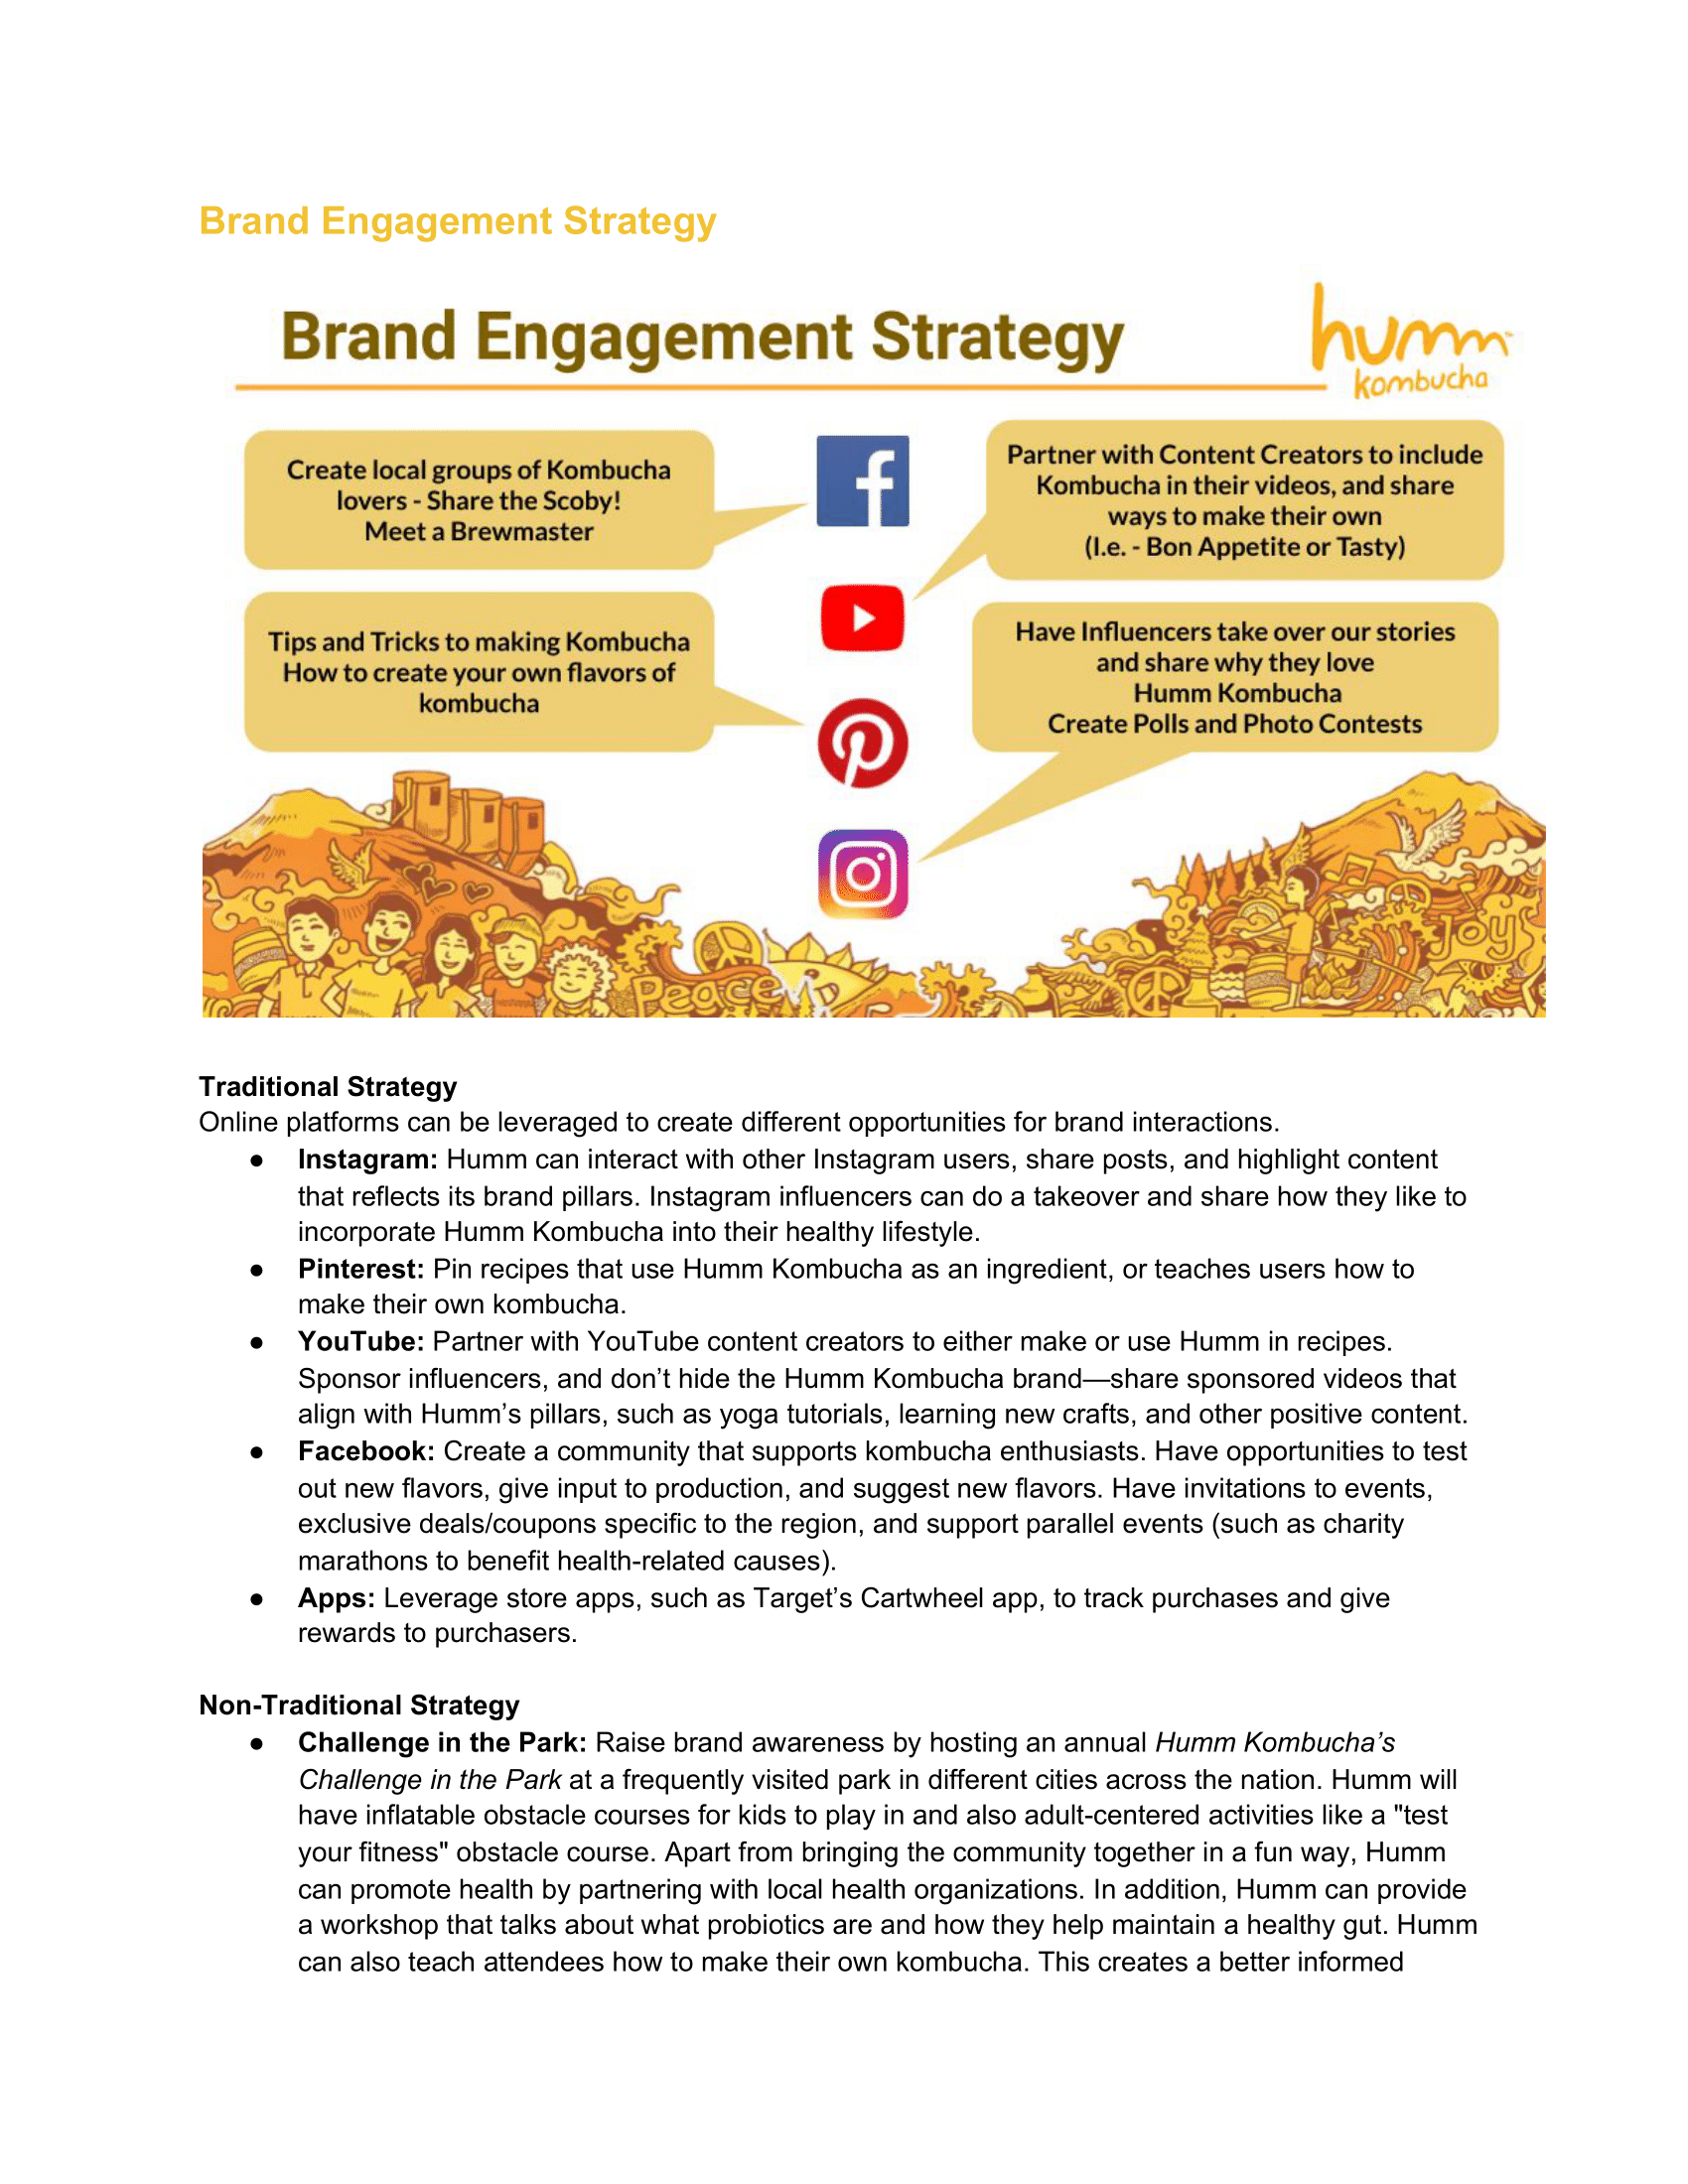 Brand Engagement Strategy
Brand Engagement Strategy
humm
kombucha
Create local groups of Kombucha
lovers - Share the Scoby!
Meet a Brewmaster
Partner with Content Creators to include
Kombucha in their videos, and share
ways to make their own
(I.e. - Bon Appetite or Tasty)
Tips and Tricks to making Kombucha
How to create your own flavors of
kombucha
Have Influencers take over our stories
and share why they love
Humm Kombucha
Create Polls and Photo Contests
Peace
Joy
Traditional Strategy
Online platforms can be leveraged to create different opportunities for brand interactions.
● Instagram: Humm can interact with other Instagram users, share posts, and highlight content
that reflects its brand pillars. Instagram influencers can do a takeover and share how they like to
incorporate Humm Kombucha into their healthy lifestyle.
● Pinterest: Pin recipes that use Humm Kombucha as an ingredient, or teaches users how to
make their own kombucha.
● YouTube: Partner with YouTube content creators to either make or use Humm in recipes.
Sponsor influencers, and don’t hide the Humm Kombucha brand—share sponsored videos that
align with Humm’s pillars, such as yoga tutorials, learning new crafts, and other positive content.
● Facebook: Create a community that supports kombucha enthusiasts. Have opportunities to test
out new flavors, give input to production, and suggest new flavors. Have invitations to events,
exclusive deals/coupons specific to the region, and support parallel events (such as charity
marathons to benefit health-related causes).
● Apps: Leverage store apps, such as Target’s Cartwheel app, to track purchases and give
rewards to purchasers.
Non-Traditional Strategy
● Challenge in the Park: Raise brand awareness by hosting an annual Humm Kombucha’s
Challenge in the Park at a frequently visited park in different cities across the nation. Humm will
have inflatable obstacle courses for kids to play in and also adult-centered activities like a "test
your fitness" obstacle course. Apart from bringing the community together in a fun way, Humm
can promote health by partnering with local health organizations. In addition, Humm can provide
a workshop that talks about what probiotics are and how they help maintain a healthy gut. Humm
can also teach attendees how to make their own kombucha. This creates a better informed